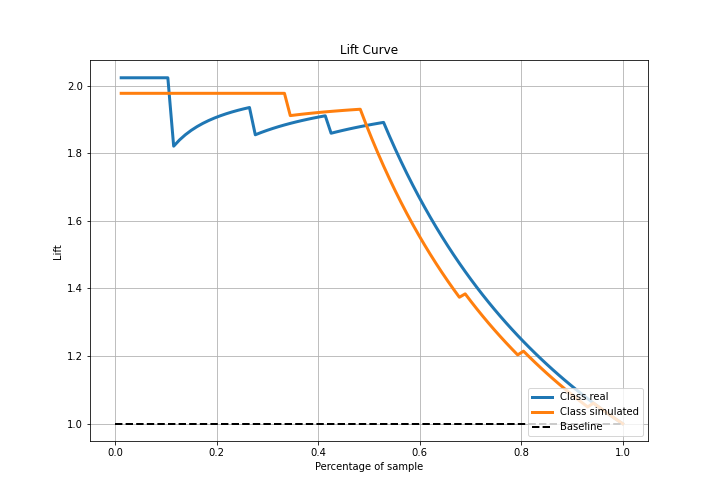 Lift Curve
Lift
2.0
1.8
1.6
1.4
1.2
1.0
0.0 0.2 0.4 0.6 0.8 1.0
Percentage of sample
Class real
Class simulated
Baseline